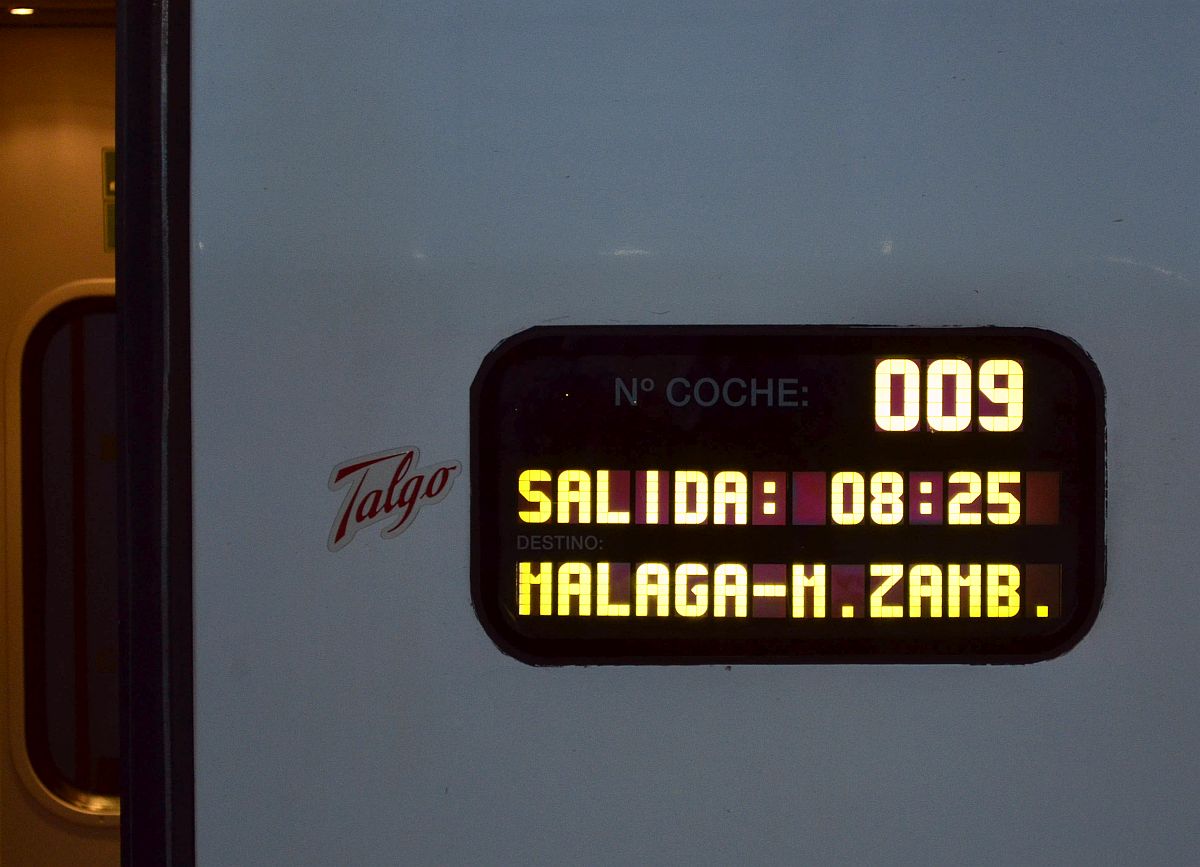 Nº COCHE: 009
Talgo
SALIDA: 08:25
DESTINO:
MALAGA-M.ZAMB.